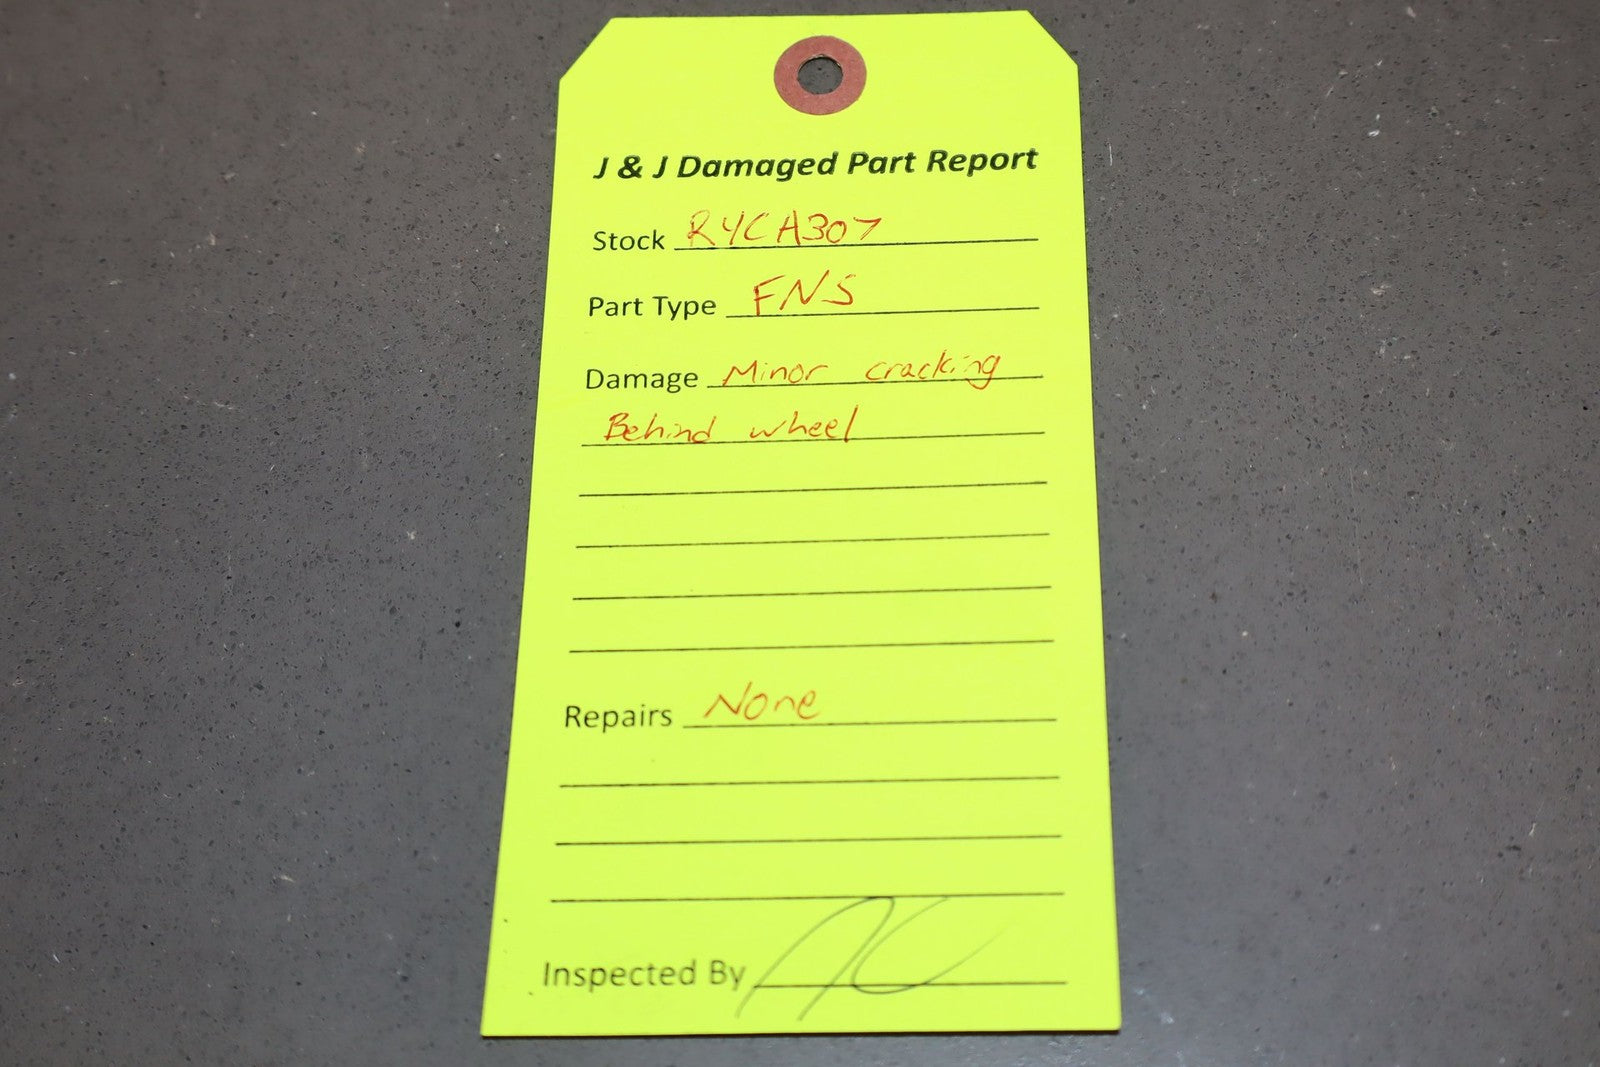 J & J Damaged Part Report
Stock R4CA307
Part Type FNS
Damage Minor cracking
Behind wheel
Repairs None
Inspected By